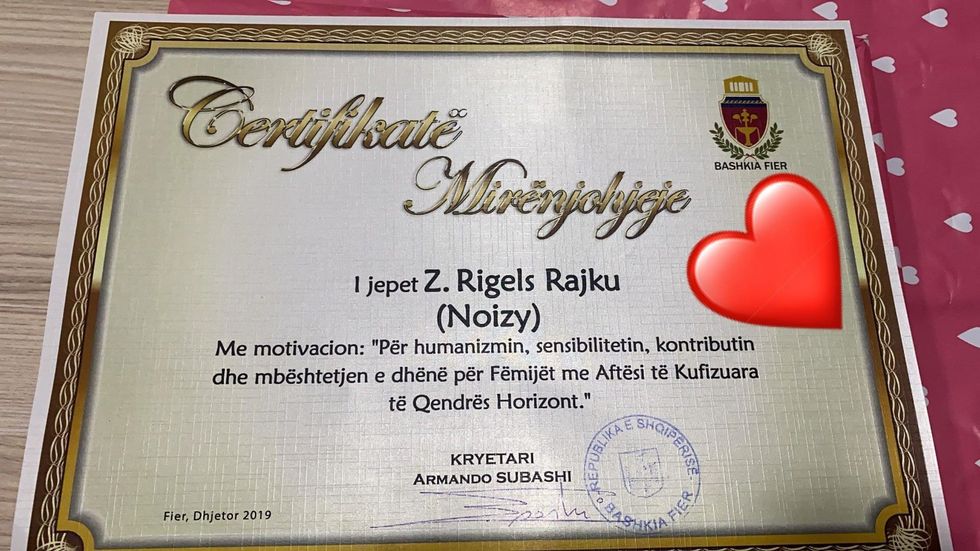 Certifikatë
Mirënjohjeje
BASHKIA FIER
I jepet Z. Rigels Rajku
(Noizy)
Me motivacion: "Për humanizmin, sensibilitetin, kontributin
dhe mbështetjen e dhënë për Fëmijët me Aftësi të Kufizuara
të Qendrës Horizont."
KRYETARI
ARMANDO SUBASHI
REPUBLIKA E SHQIPËRISË
BASHKIA FIER
Fier, Dhjetor 2019